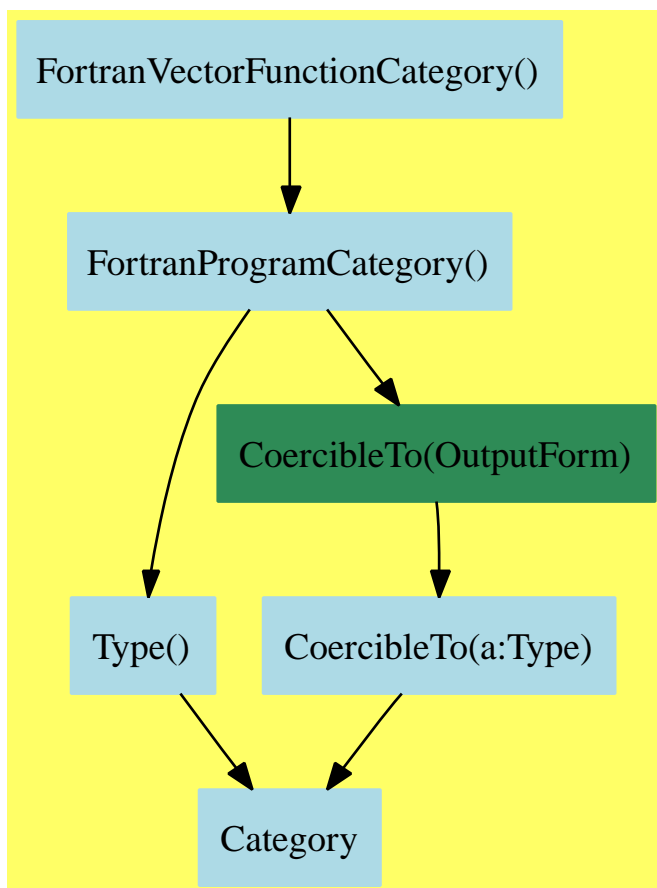 FortranVectorFunctionCategory()
FortranProgramCategory()
CoercibleTo(OutputForm)
Type()
CoercibleTo(a:Type)
Category